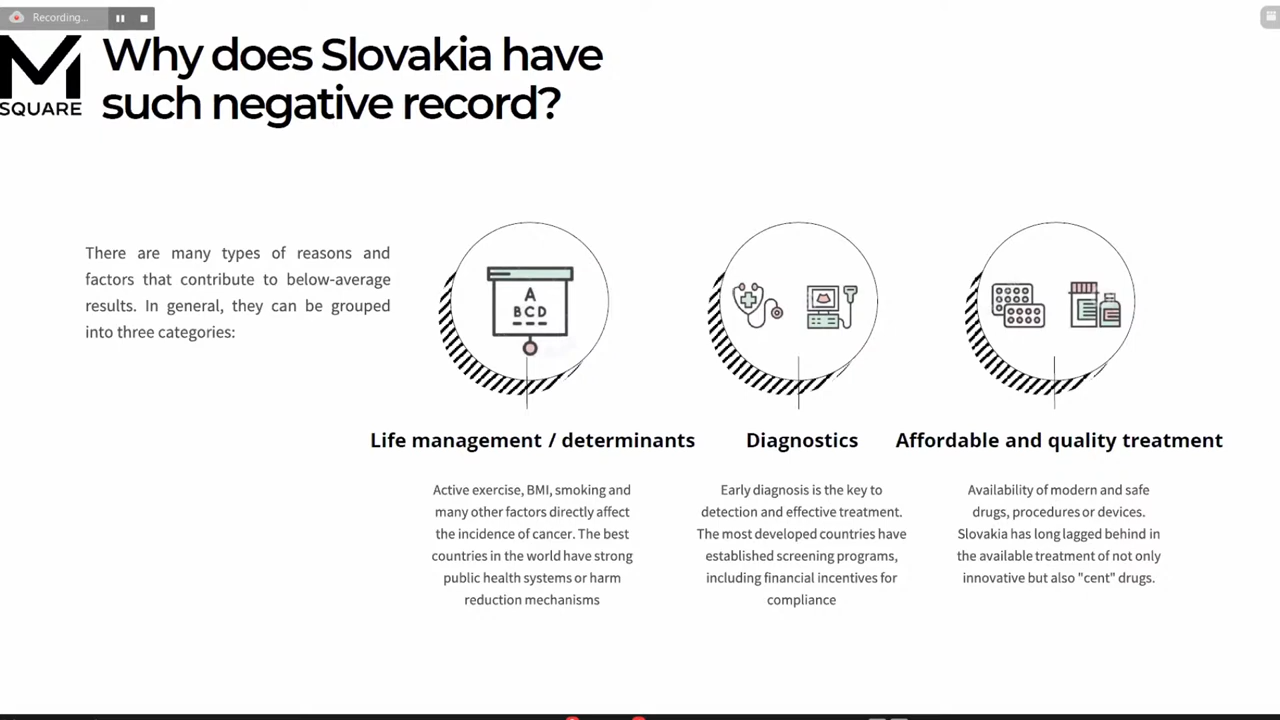 Recording...
Why does Slovakia have
such negative record?
M
SQUARE
There are many types of reasons and
factors that contribute to below-average
results. In general, they can be grouped
into three categories:
A
BCD
Life management / determinants
Active exercise, BMI, smoking and
many other factors directly affect
the incidence of cancer. The best
countries in the world have strong
public health systems or harm
reduction mechanisms
Diagnostics
Early diagnosis is the key to
detection and effective treatment.
The most developed countries have
established screening programs,
including financial incentives for
compliance
Affordable and quality treatment
Availability of modern and safe
drugs, procedures or devices.
Slovakia has long lagged behind in
the available treatment of not only
innovative but also "cent" drugs.